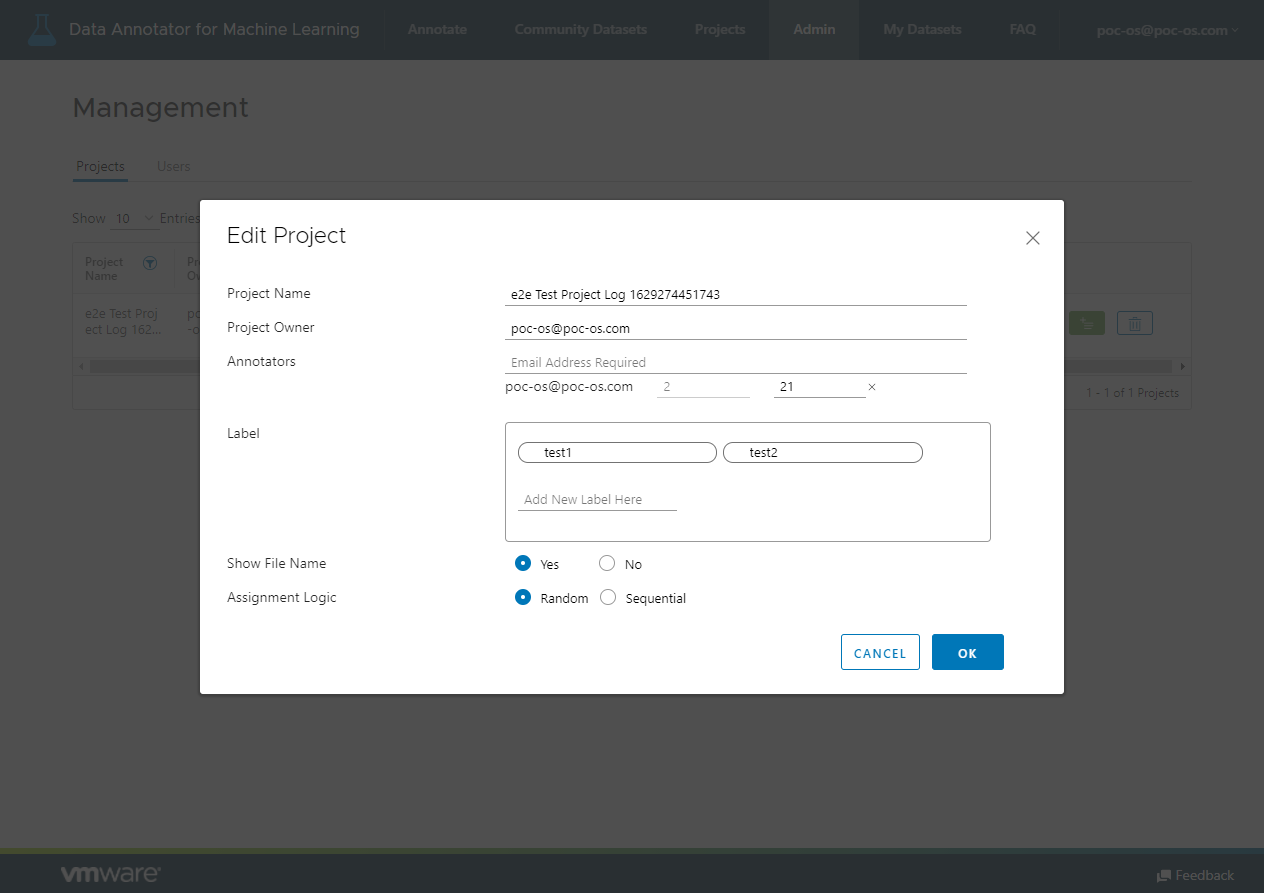 Data Annotator for Machine Learning Annotate Community Datasets Projects Admin My Datasets FAQ poc-os@poc-os.com
Management
Projects Users
Show 10 Entries
Project Name
e2e Test Proj
ect Log 162...
1 - 1 of 1 Projects
Edit Project
Project Name e2e Test Project Log 1629274451743
Project Owner poc-os@poc-os.com
Annotators Email Address Required
poc-os@poc-os.com 2 21
Label test1 test2
Add New Label Here
Show File Name Yes No
Assignment Logic Random Sequential
CANCEL OK
vmware Feedback